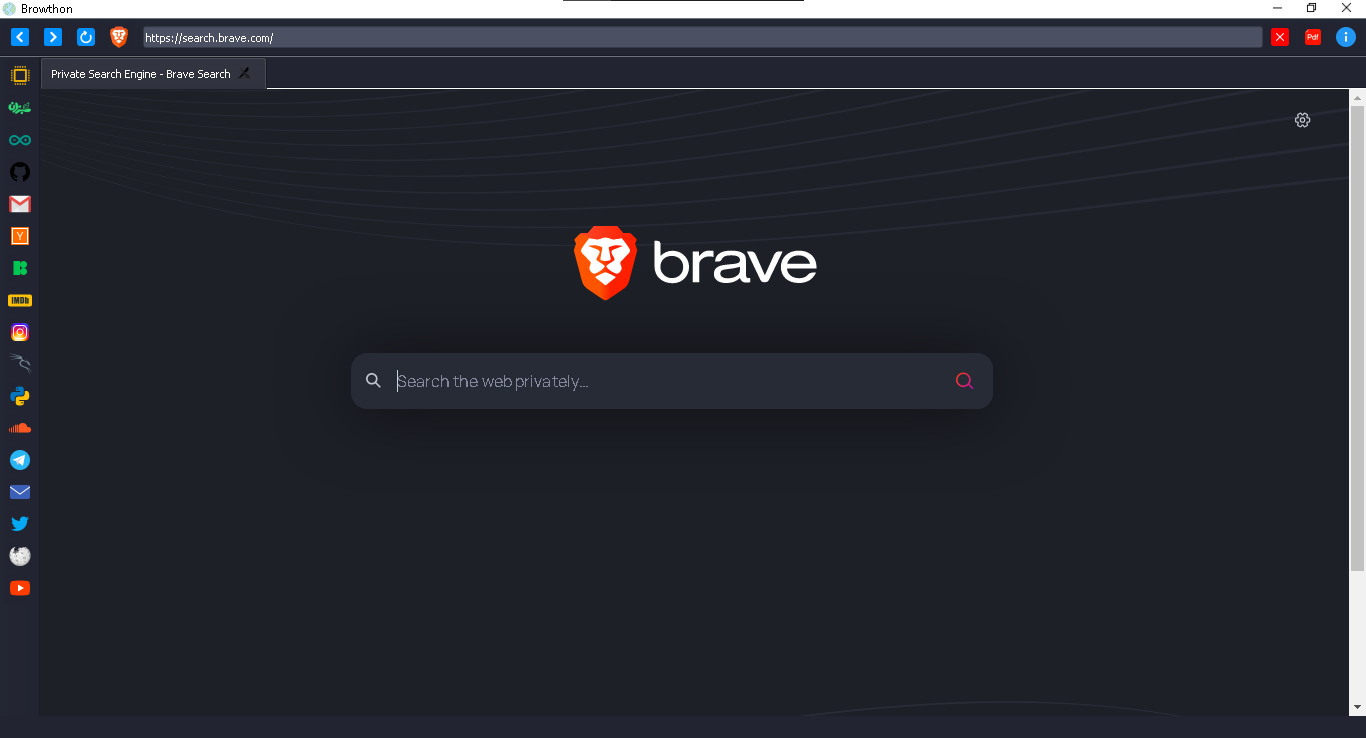 Browthon
https://search.brave.com/
Pdf
i
Private Search Engine - Brave Search
Y
IMDb
brave
Search the web privately...